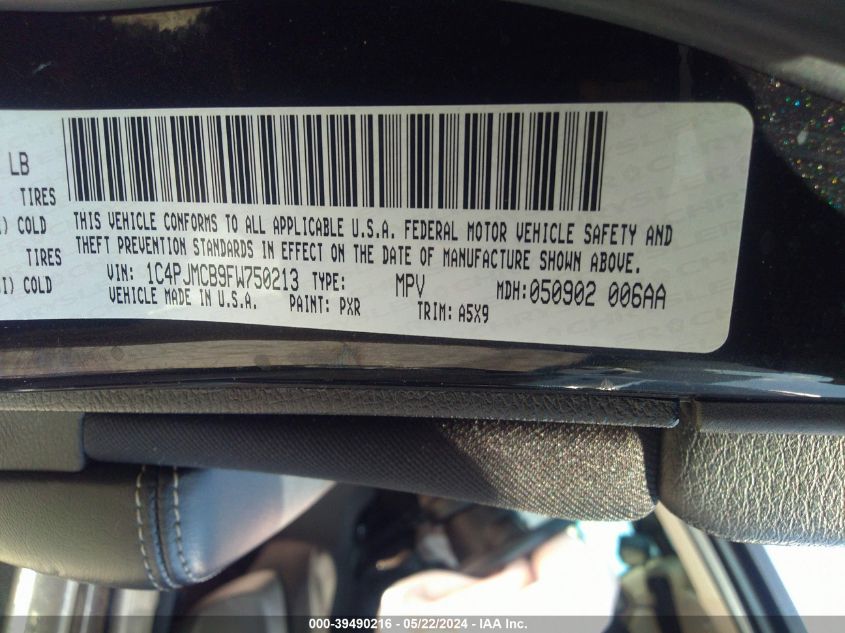 LB
TIRES
) COLD
TIRES
I) COLD
THIS VEHICLE CONFORMS TO ALL APPLICABLE U.S.A. FEDERAL MOTOR VEHICLE SAFETY AND
THEFT PREVENTION STANDARDS IN EFFECT ON THE DATE OF MANUFACTURE SHOWN ABOVE.
VIN: 1C4PJMCB9FW750213 TYPE: MPV MDH: 050902 006AA
VEHICLE MADE IN U.S.A. PAINT: PXR TRIM: A5X9
000-39490216 - 05/22/2024 - IAA Inc.